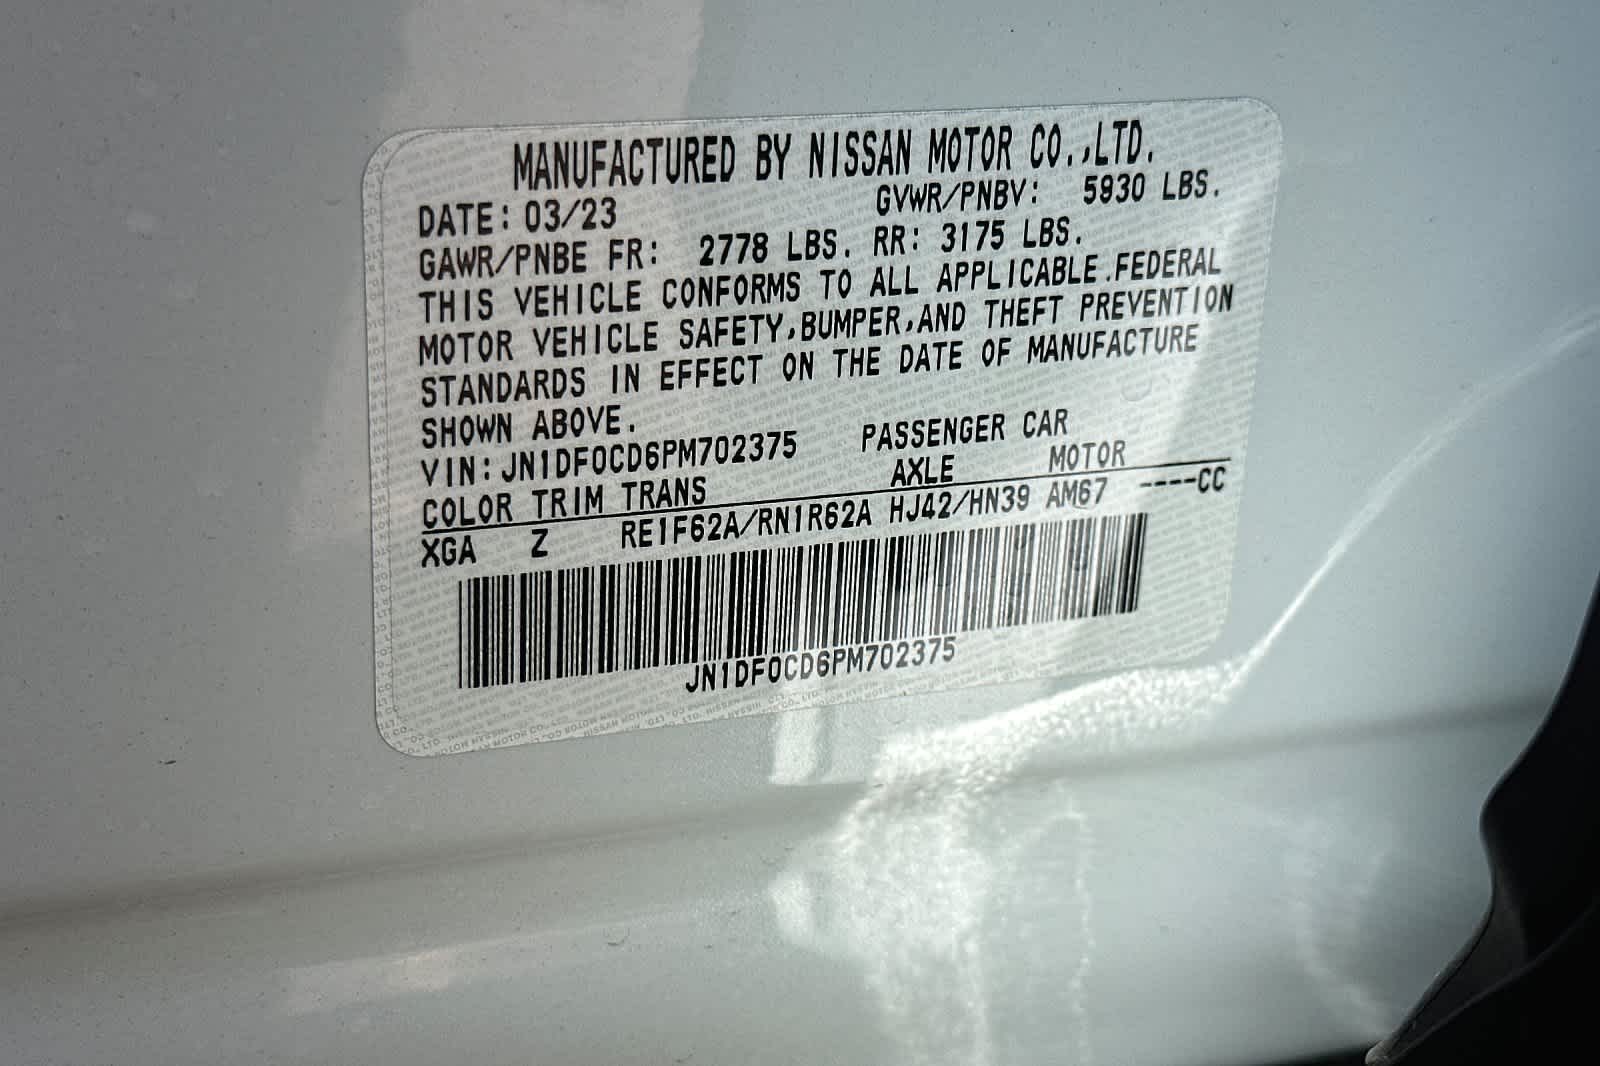 MANUFACTURED BY NISSAN MOTOR CO.,LTD.
DATE: 03/23 GVWR/PNBV: 5930 LBS.
GAWR/PNBE FR: 2778 LBS. RR: 3175 LBS.
THIS VEHICLE CONFORMS TO ALL APPLICABLE.FEDERAL
MOTOR VEHICLE SAFETY,BUMPER,AND THEFT PREVENTION
STANDARDS IN EFFECT ON THE DATE OF MANUFACTURE
SHOWN ABOVE.
VIN:JN1DF0CD6PM702375 PASSENGER CAR
COLOR TRIM TRANS AXLE MOTOR
XGA Z RE1F62A/RN1R62A HJ42/HN39 AM67 ----CC
JN1DF0CD6PM702375